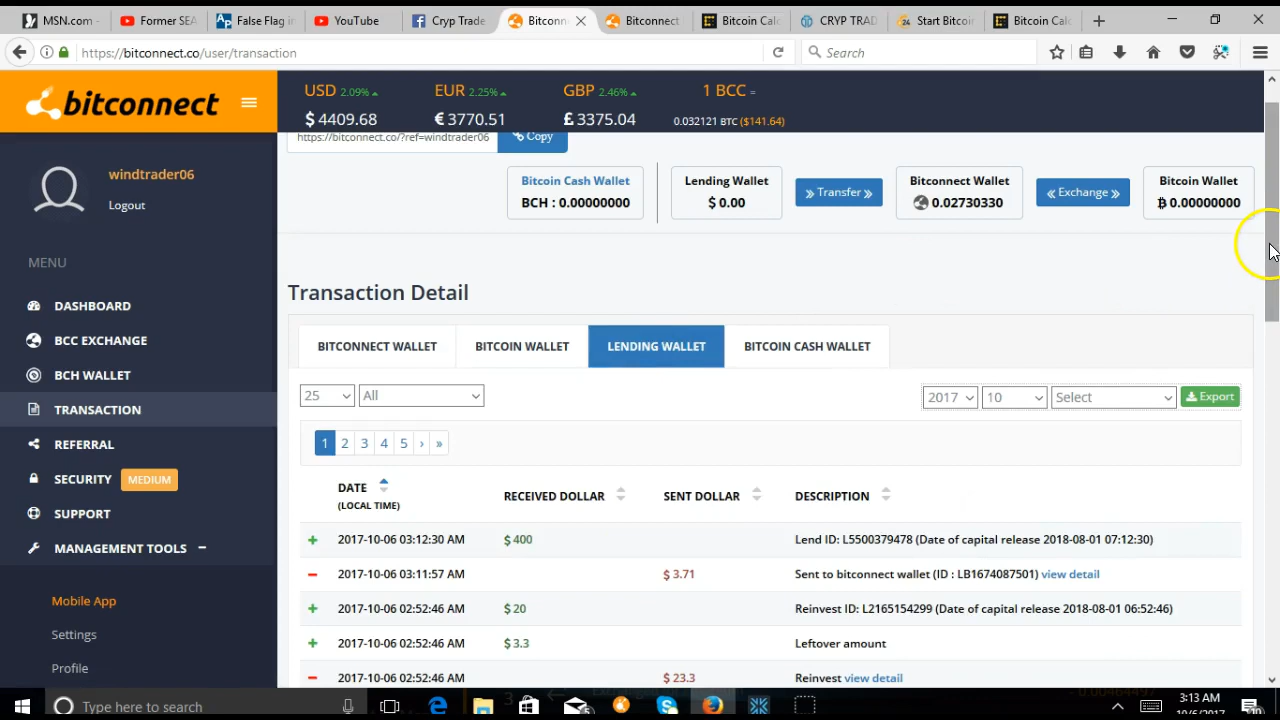 MSN.com -
Former SEA
False Flag in
YouTube
Cryp Trade
Bitconn
Bitconnect
Bitcoin Calc
CRYP TRAD
Start Bitcoin
Bitcoin Calc
https://bitconnect.co/user/transaction
Search
bitconnect
USD 2.09%
EUR 2.25%
GBP 2.46%
1 BCC =
$ 4409.68
€ 3770.51
£ 3375.04
0.032121 BTC ($141.64)
https://bitconnect.co/?ref=windtrader06
Copy
windtrader06
Logout
Bitcoin Cash Wallet
BCH : 0.00000000
Lending Wallet
$ 0.00
Transfer
Bitconnect Wallet
0.02730330
Exchange
Bitcoin Wallet
0.00000000
MENU
DASHBOARD
BCC EXCHANGE
BCH WALLET
TRANSACTION
REFERRAL
SECURITY MEDIUM
SUPPORT
MANAGEMENT TOOLS
Mobile App
Settings
Profile
Transaction Detail
BITCONNECT WALLET
BITCOIN WALLET
LENDING WALLET
BITCOIN CASH WALLET
25
All
2017
10
Select
Export
1 2 3 4 5 › »
DATE (LOCAL TIME)
RECEIVED DOLLAR
SENT DOLLAR
DESCRIPTION
+ 2017-10-06 03:12:30 AM $ 400 Lend ID: L5500379478 (Date of capital release 2018-08-01 07:12:30)
− 2017-10-06 03:11:57 AM $ 3.71 Sent to bitconnect wallet (ID : LB1674087501) view detail
+ 2017-10-06 02:52:46 AM $ 20 Reinvest ID: L2165154299 (Date of capital release 2018-08-01 06:52:46)
+ 2017-10-06 02:52:46 AM $ 3.3 Leftover amount
− 2017-10-06 02:52:46 AM $ 23.3 Reinvest view detail
Type here to search
3:13 AM
10/6/2017